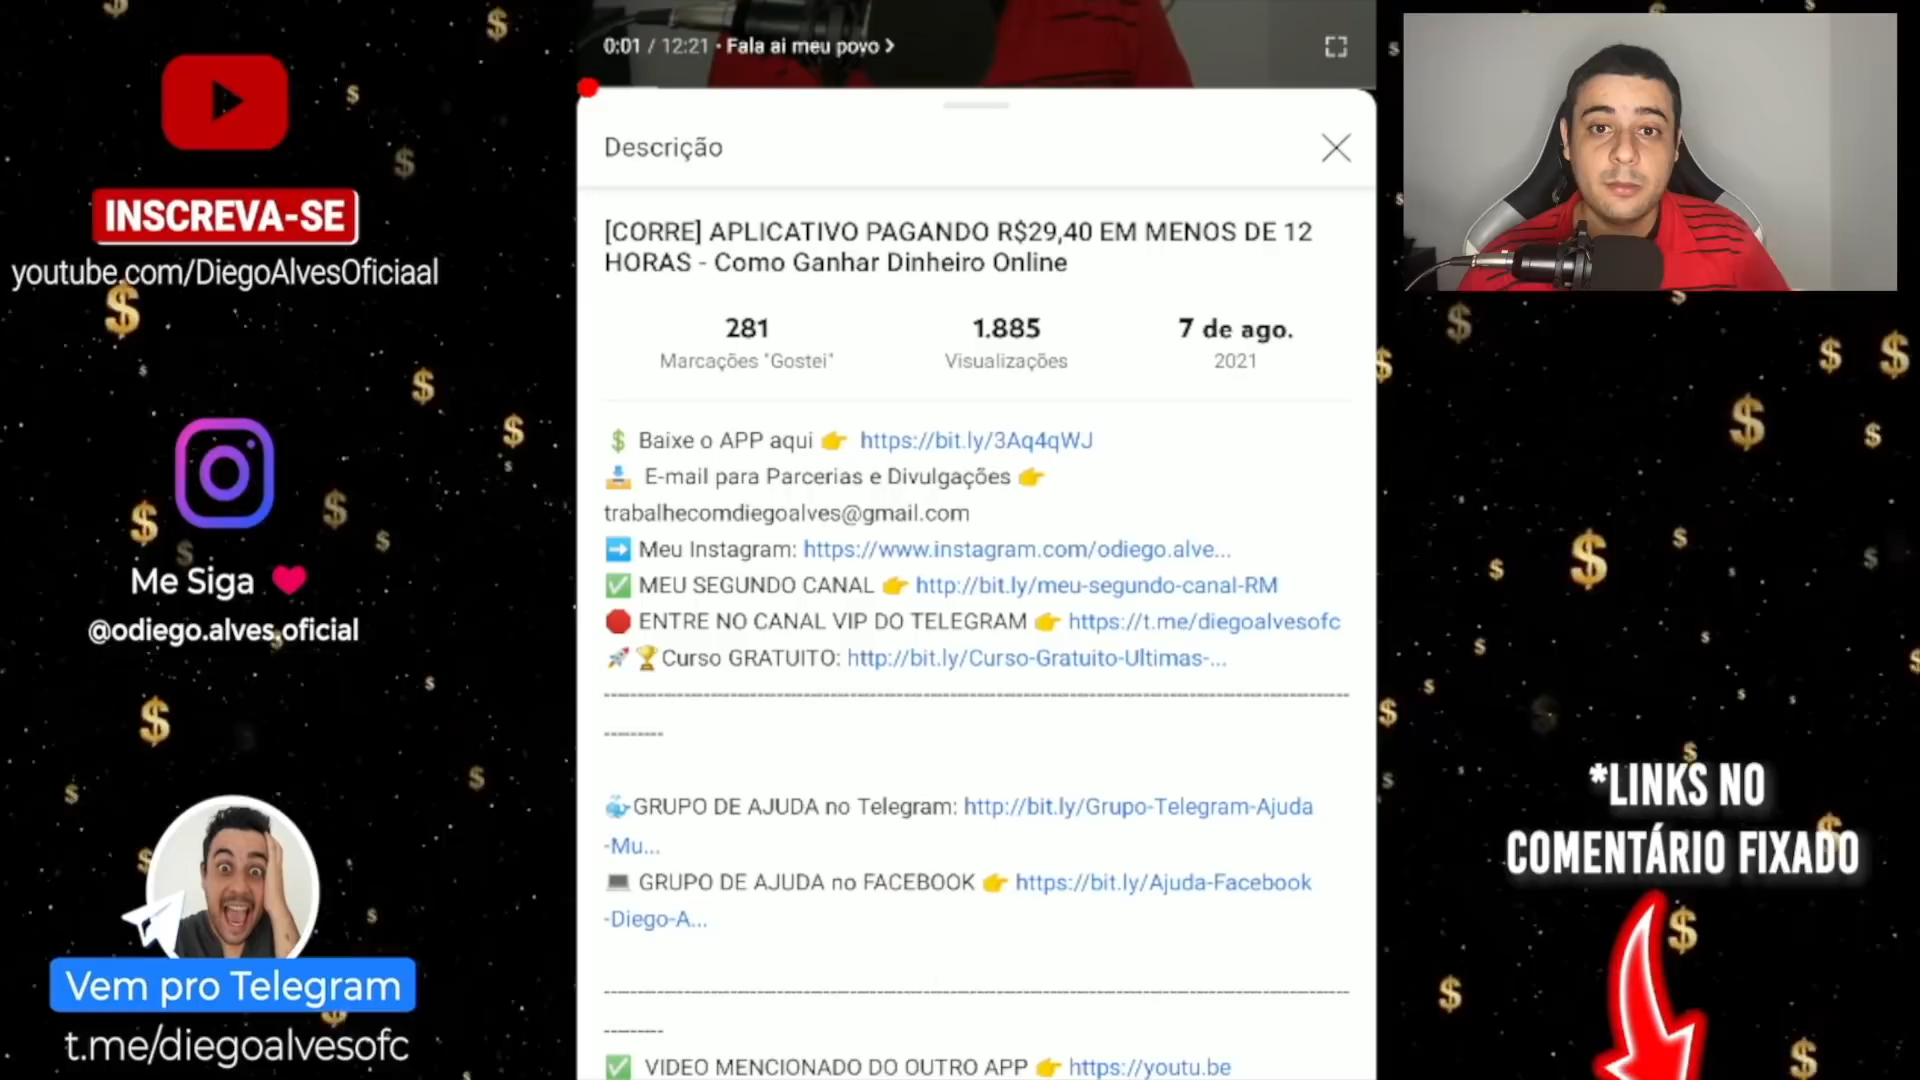 INSCREVA-SE
youtube.com/DiegoAlvesOficiaal
Me Siga
@odiego.alves.oficial
Vem pro Telegram
t.me/diegoalvesofc
0:01 / 12:21 • Fala ai meu povo >
Descrição
[CORRE] APLICATIVO PAGANDO R$29,40 EM MENOS DE 12
HORAS - Como Ganhar Dinheiro Online
281 1.885 7 de ago.
Marcações "Gostei" Visualizações 2021
💲 Baixe o APP aqui 👉 https://bit.ly/3Aq4qWJ
📥 E-mail para Parcerias e Divulgações 👉
trabalhecomdiegoalves@gmail.com
➡️ Meu Instagram: https://www.instagram.com/odiego.alve...
✅ MEU SEGUNDO CANAL 👉 http://bit.ly/meu-segundo-canal-RM
🛑 ENTRE NO CANAL VIP DO TELEGRAM 👉 https://t.me/diegoalvesofc
🚀🏆Curso GRATUITO: http://bit.ly/Curso-Gratuito-Ultimas-...
🐳GRUPO DE AJUDA no Telegram: http://bit.ly/Grupo-Telegram-Ajuda
-Mu...
💻 GRUPO DE AJUDA no FACEBOOK 👉 https://bit.ly/Ajuda-Facebook
-Diego-A...
✅ VIDEO MENCIONADO DO OUTRO APP 👉 https://youtu.be
*LINKS NO
COMENTÁRIO FIXADO